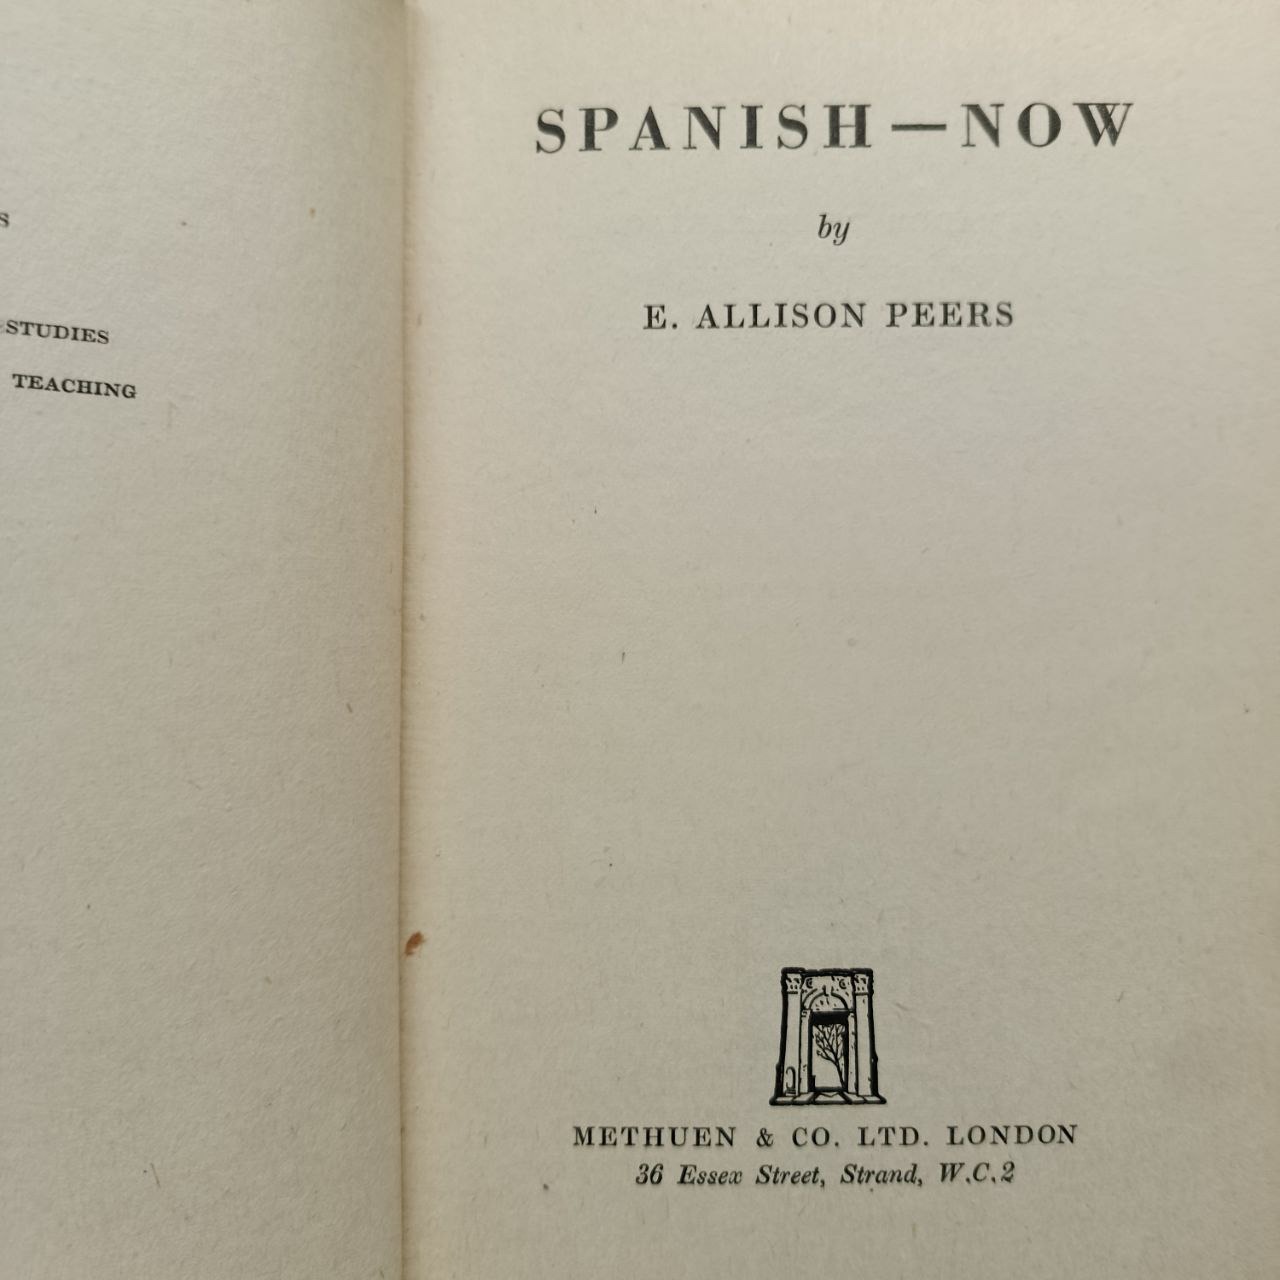 S
STUDIES
TEACHING
SPANISH—NOW
by
E. ALLISON PEERS
METHUEN & CO. LTD. LONDON
36 Essex Street, Strand, W.C.2